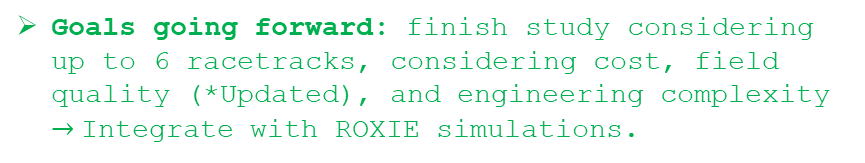 ➢ Goals going forward: finish study considering
up to 6 racetracks, considering cost, field
quality (*Updated), and engineering complexity
→ Integrate with ROXIE simulations.